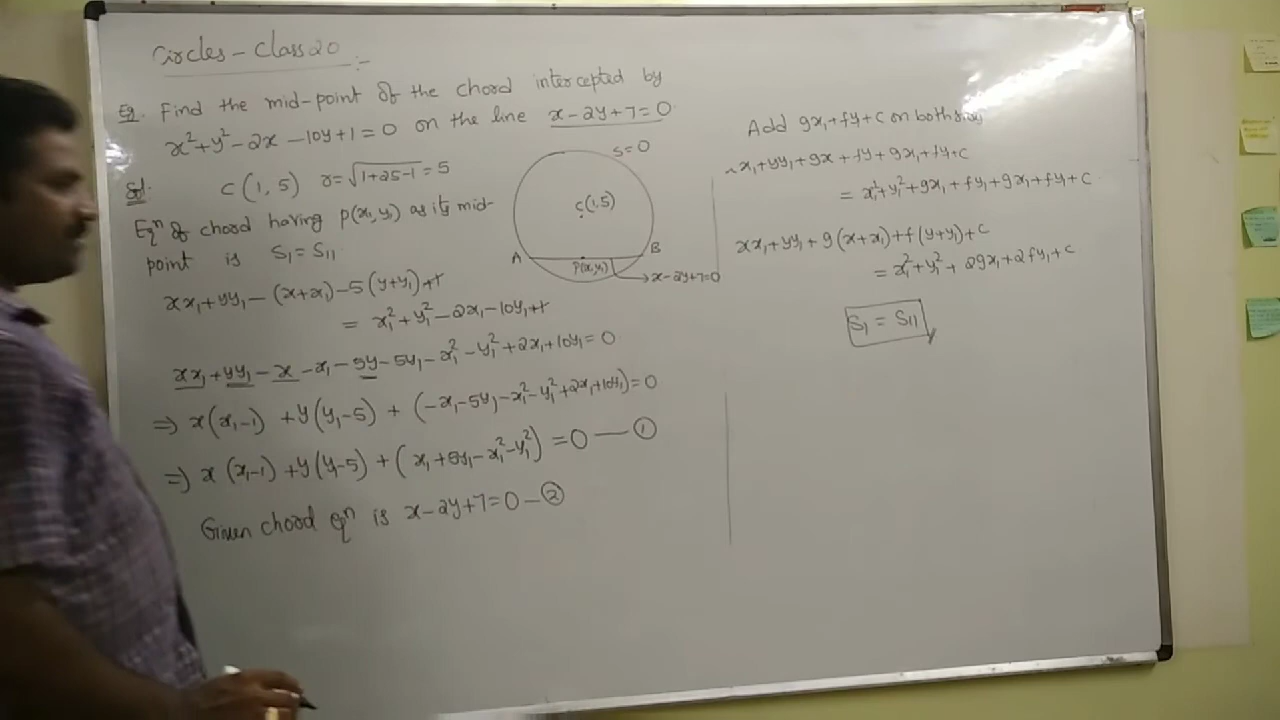 Circles - Class 20 :-
Eg. Find the mid-point of the chord intercepted by
x² + y² - 2x - 10y + 1 = 0 on the line x - 2y + 7 = 0.
Sol. C(1, 5) r = √(1+25-1) = 5
Eqⁿ of chord having P(x₁, y₁) as its mid-
point is S₁ = S₁₁
xx₁ + yy₁ - (x+x₁) - 5(y+y₁) + 1
= x₁² + y₁² - 2x₁ - 10y₁ + 1
xx₁ + yy₁ - x - x₁ - 5y - 5y₁ - x₁² - y₁² + 2x₁ + 10y₁ = 0
⇒ x(x₁-1) + y(y₁-5) + (-x₁ - 5y₁ - x₁² - y₁² + 2x₁ + 10y₁) = 0
⇒ x(x₁-1) + y(y₁-5) + (x₁ + 5y₁ - x₁² - y₁²) = 0 — ①
Given chord eqⁿ is x - 2y + 7 = 0 - ②
S = 0
C(1,5)
A
B
P(x₁,y₁)
x - 2y + 7 = 0
Add gx₁ + fy₁ + c on both
x₁ + yy₁ + gx + fy + gx₁ + fy₁ + c
= x₁² + y₁² + gx₁ + fy₁ + gx₁ + fy₁ + c
xx₁ + yy₁ + g(x+x₁) + f(y+y₁) + c
= x₁² + y₁² + 2gx₁ + 2fy₁ + c
S₁ = S₁₁